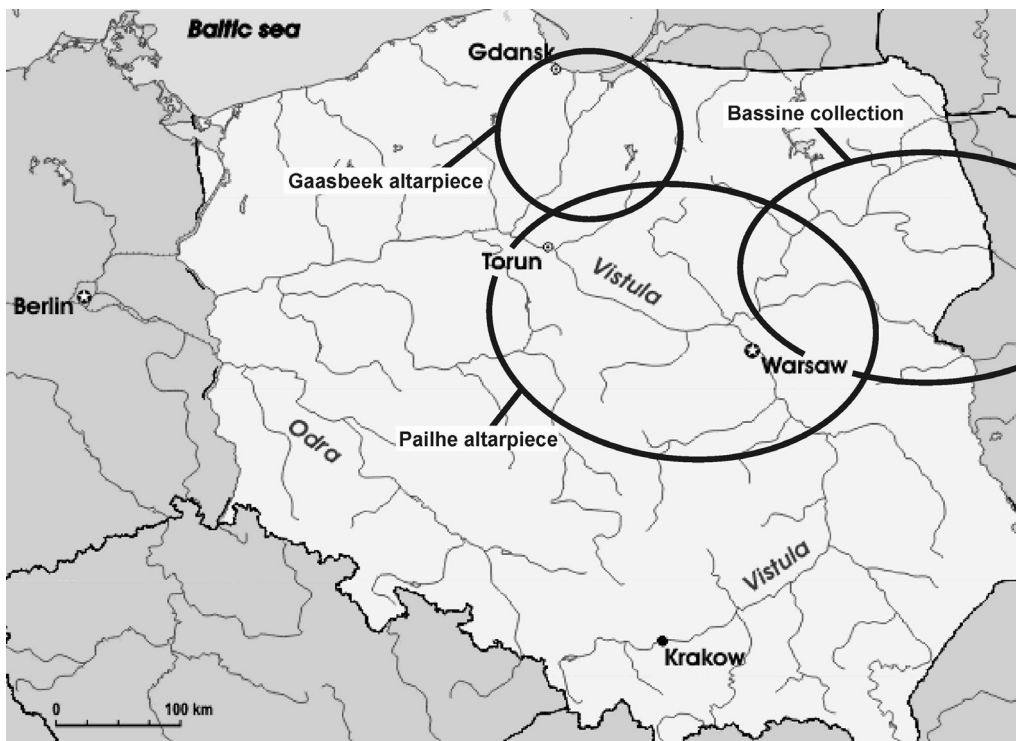 Baltic sea
Gdansk
Bassine collection
Gaasbeek altarpiece
Torun
Vistula
Berlin
Warsaw
Pailhe altarpiece
Odra
Vistula
Krakow
0 100 km